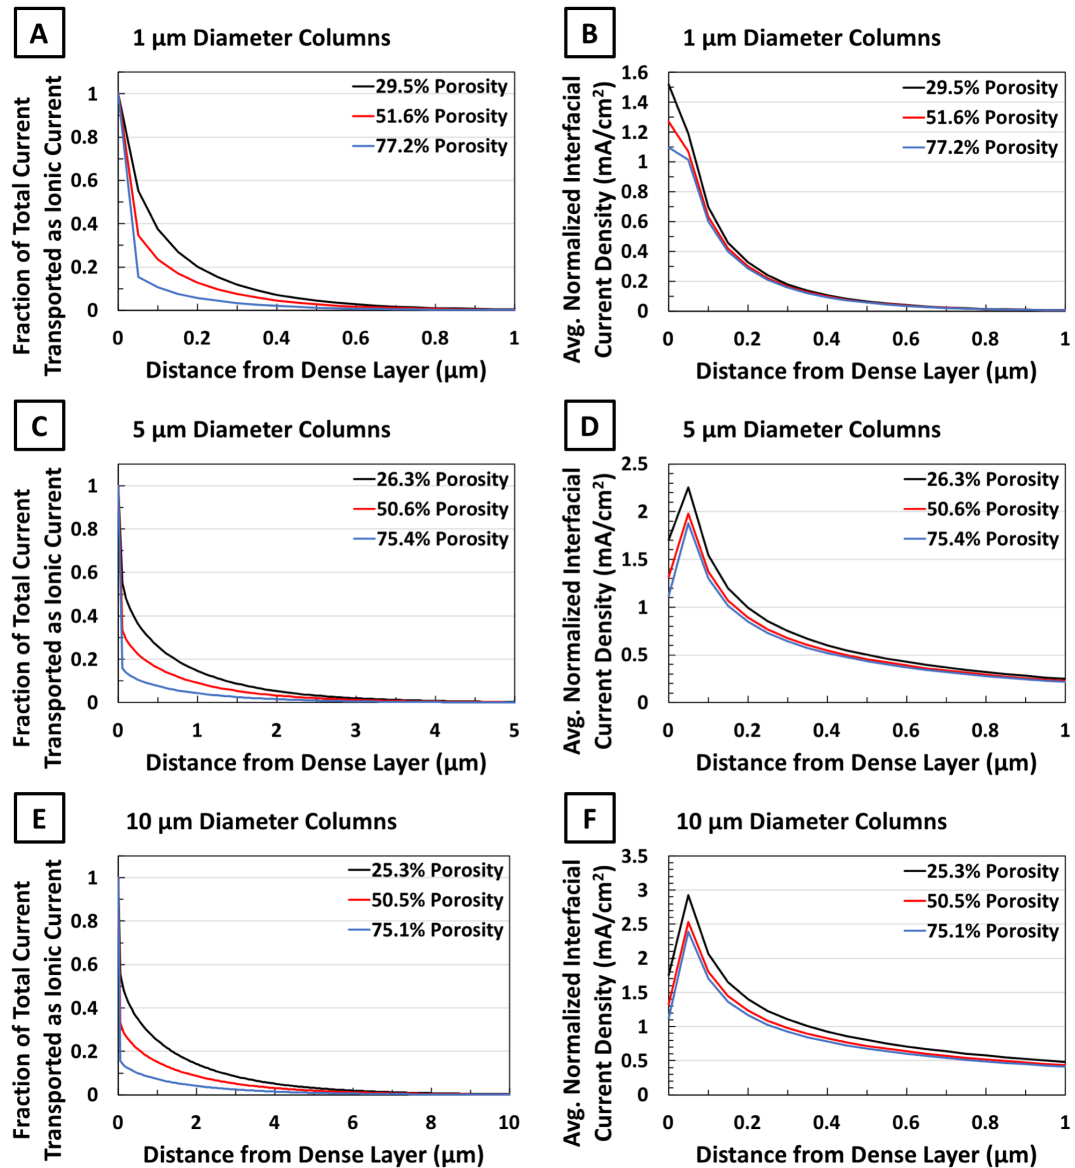 A
1 μm Diameter Columns
Fraction of Total Current
Transported as Ionic Current
1
0.8
0.6
0.4
0.2
0
29.5% Porosity
51.6% Porosity
77.2% Porosity
0 0.2 0.4 0.6 0.8 1
Distance from Dense Layer (μm)
B
1 μm Diameter Columns
Avg. Normalized Interfacial
Current Density (mA/cm²)
1.6
1.4
1.2
1
0.8
0.6
0.4
0.2
0
29.5% Porosity
51.6% Porosity
77.2% Porosity
0 0.2 0.4 0.6 0.8 1
Distance from Dense Layer (μm)
C
5 μm Diameter Columns
Fraction of Total Current
Transported as Ionic Current
1
0.8
0.6
0.4
0.2
0
26.3% Porosity
50.6% Porosity
75.4% Porosity
0 1 2 3 4 5
Distance from Dense Layer (μm)
D
5 μm Diameter Columns
Avg. Normalized Interfacial
Current Density (mA/cm²)
2.5
2
1.5
1
0.5
0
26.3% Porosity
50.6% Porosity
75.4% Porosity
0 0.2 0.4 0.6 0.8 1
Distance from Dense Layer (μm)
E
10 μm Diameter Columns
Fraction of Total Current
Transported as Ionic Current
1
0.8
0.6
0.4
0.2
0
25.3% Porosity
50.5% Porosity
75.1% Porosity
0 2 4 6 8 10
Distance from Dense Layer (μm)
F
10 μm Diameter Columns
Avg. Normalized Interfacial
Current Density (mA/cm²)
3.5
3
2.5
2
1.5
1
0.5
0
25.3% Porosity
50.5% Porosity
75.1% Porosity
0 0.2 0.4 0.6 0.8 1
Distance from Dense Layer (μm)